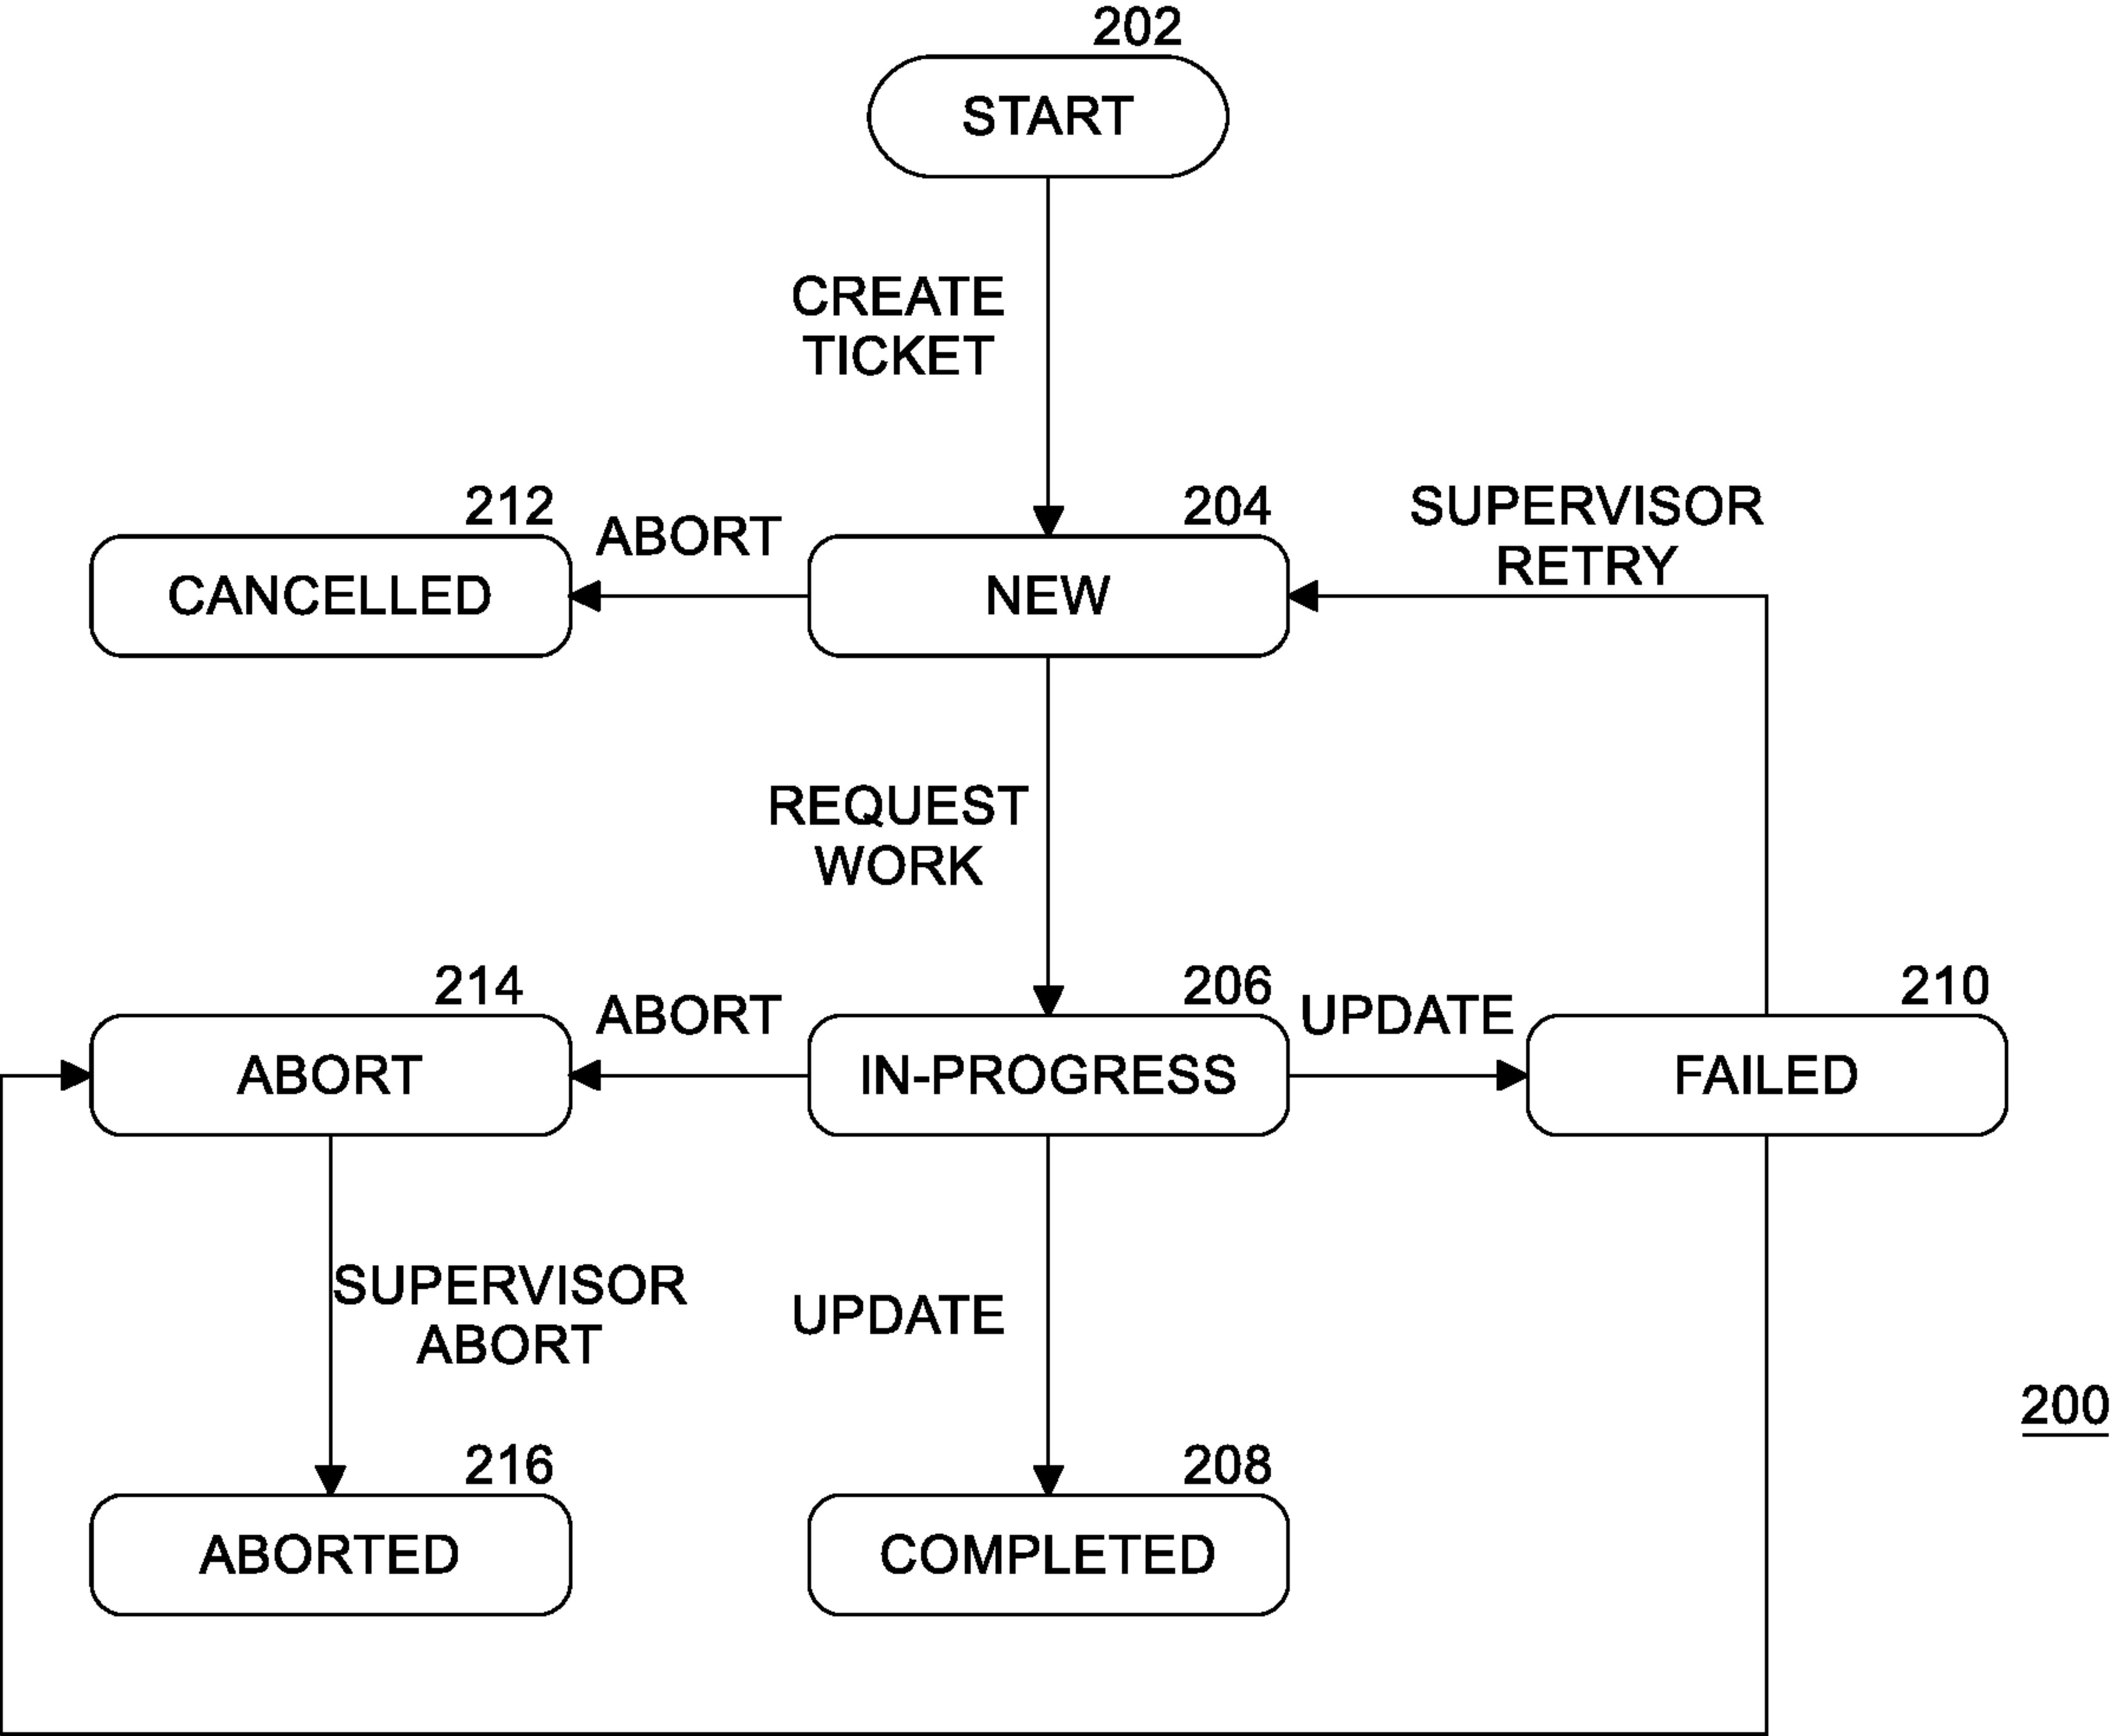 202
START
CREATE
TICKET
212
ABORT
204
SUPERVISOR
RETRY
CANCELLED
NEW
REQUEST
WORK
214
ABORT
206
UPDATE
210
ABORT
IN-PROGRESS
FAILED
SUPERVISOR
ABORT
UPDATE
200
216
208
ABORTED
COMPLETED